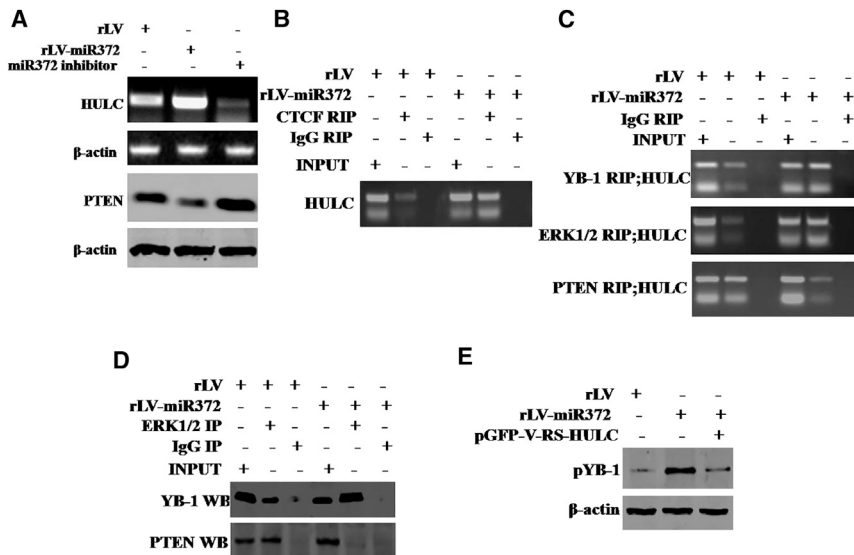 A
rLV + - -
rLV-miR372 - + -
miR372 inhibitor - - +
HULC
β-actin
PTEN
β-actin
B
rLV + + + - - -
rLV-miR372 - - - + + +
CTCF RIP - + - - + -
IgG RIP - - + - - +
INPUT + - - + - -
HULC
C
rLV + + + - - -
rLV-miR372 - - - + + +
IgG RIP - - + - - +
INPUT + - - + - -
YB-1 RIP;HULC
ERK1/2 RIP;HULC
PTEN RIP;HULC
D
rLV + + + - - -
rLV-miR372 - - - + + +
ERK1/2 IP - + - - + -
IgG IP - - + - - +
INPUT + - - + - -
YB-1 WB
PTEN WB
E
rLV + - -
rLV-miR372 - + +
pGFP-V-RS-HULC - - +
pYB-1
β-actin